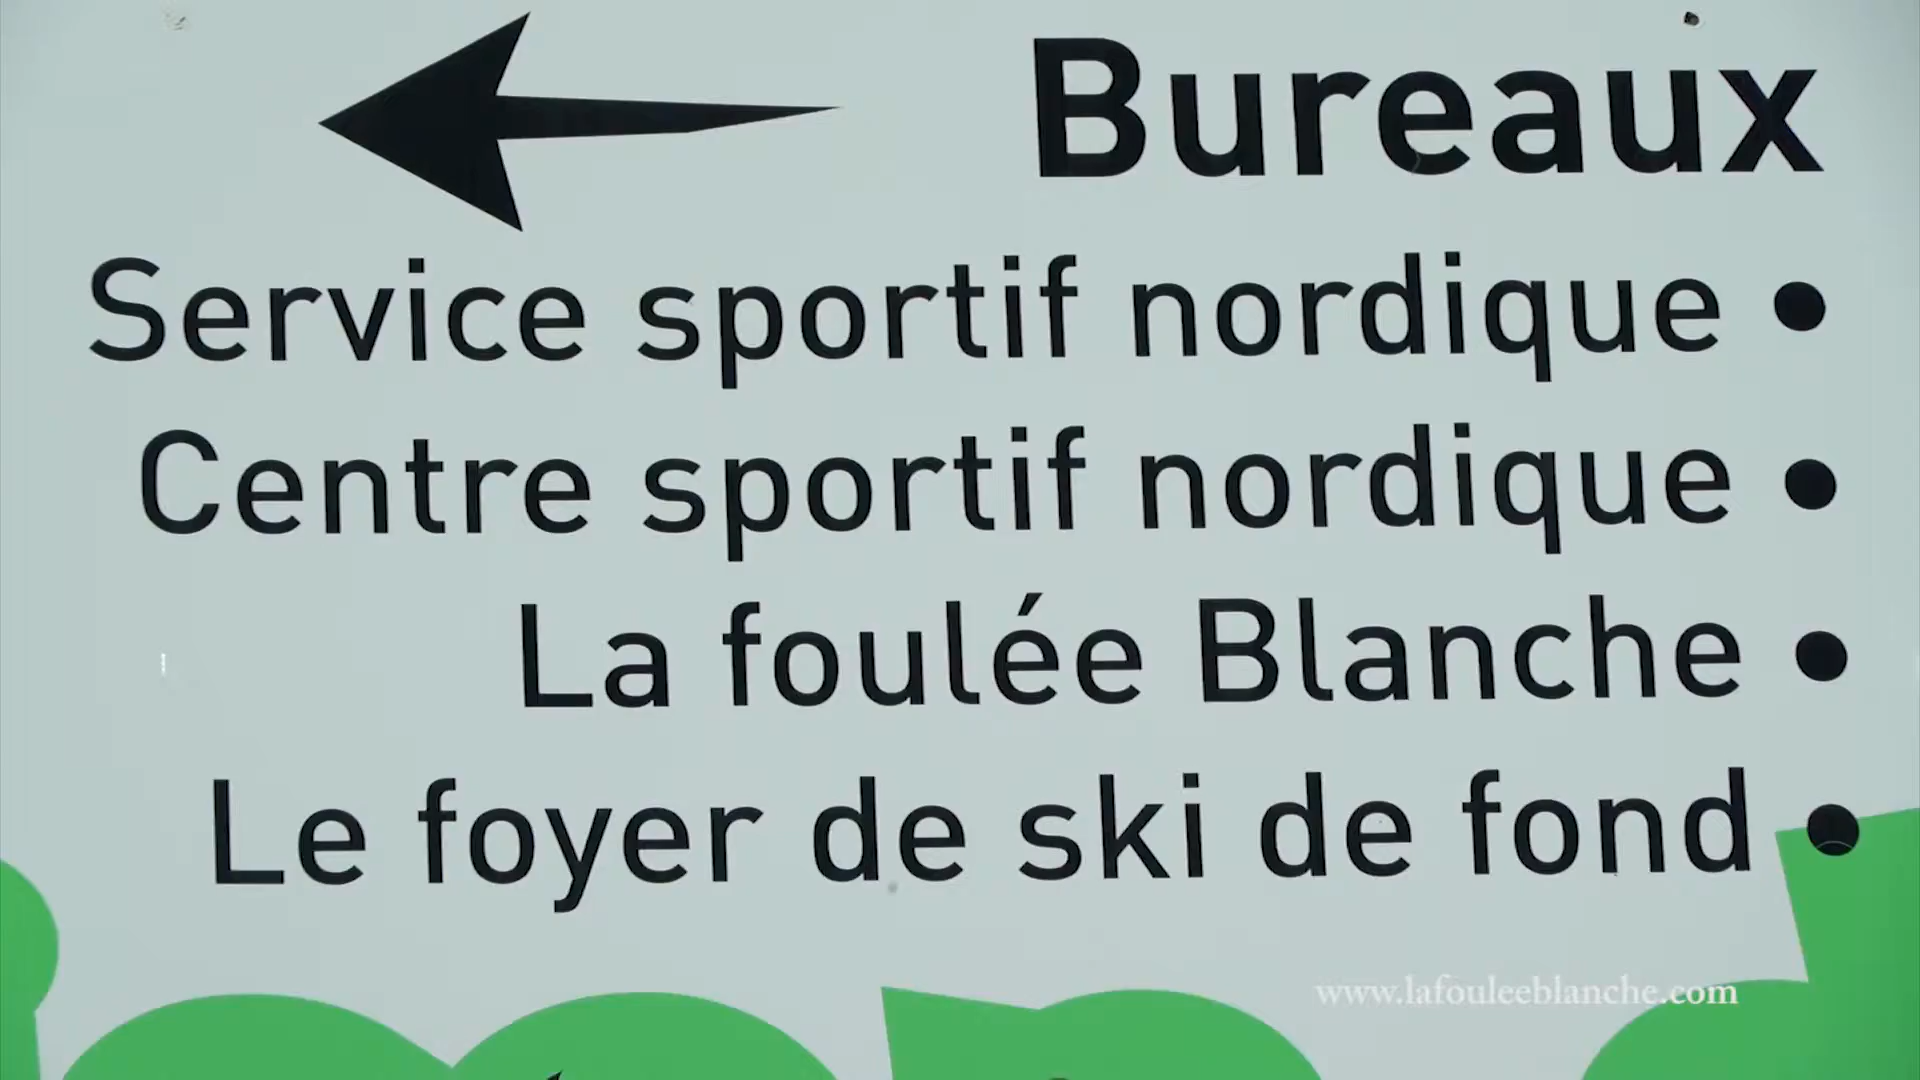 Bureaux
Service sportif nordique •
Centre sportif nordique •
La foulée Blanche •
Le foyer de ski de fond •
www.lafouleeblanche.com